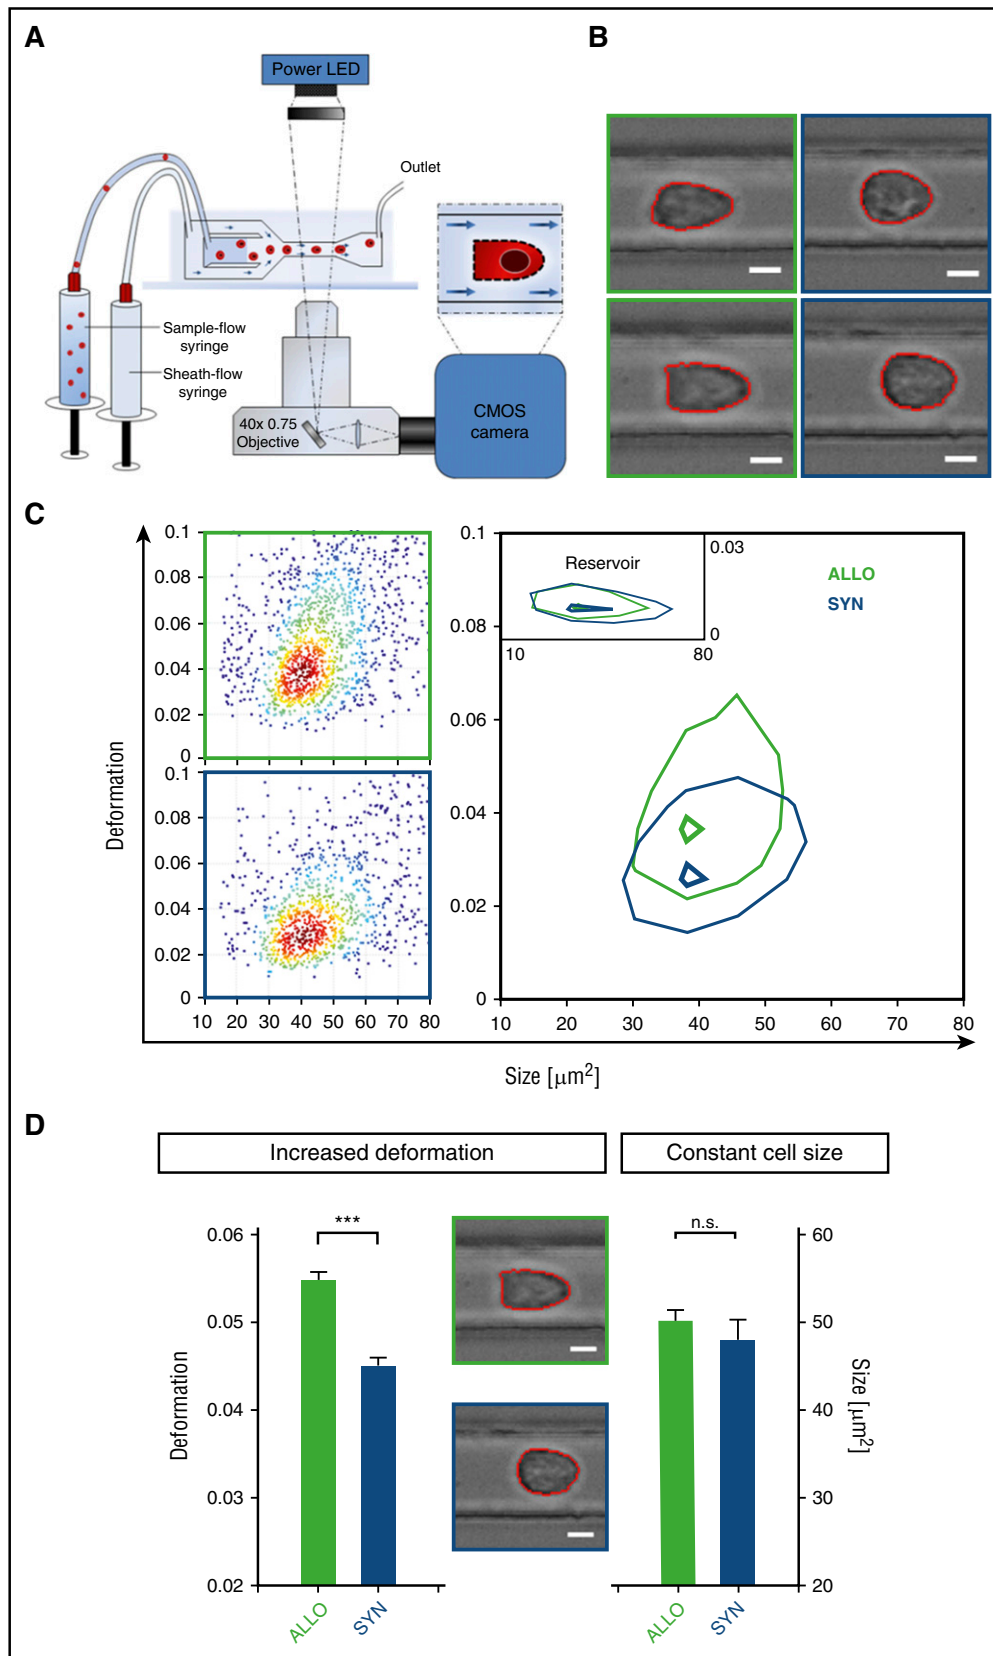 A
Power LED
Outlet
Sample-flow
syringe
Sheath-flow
syringe
40x 0.75
Objective
CMOS
camera
B
C
Deformation
0.1
0.08
0.06
0.04
0.02
0
0.1
0.08
0.06
0.04
0.02
0
10 20 30 40 50 60 70 80
0.1
0.08
0.06
0.04
0.02
0
Reservoir
0.03
0
10 80
ALLO
SYN
10 20 30 40 50 60 70 80
Size [µm²]
D
Increased deformation
Constant cell size
Deformation
0.06
0.05
0.04
0.03
0.02
***
ALLO
SYN
n.s.
60
50
40
30
20
Size [µm²]
ALLO
SYN